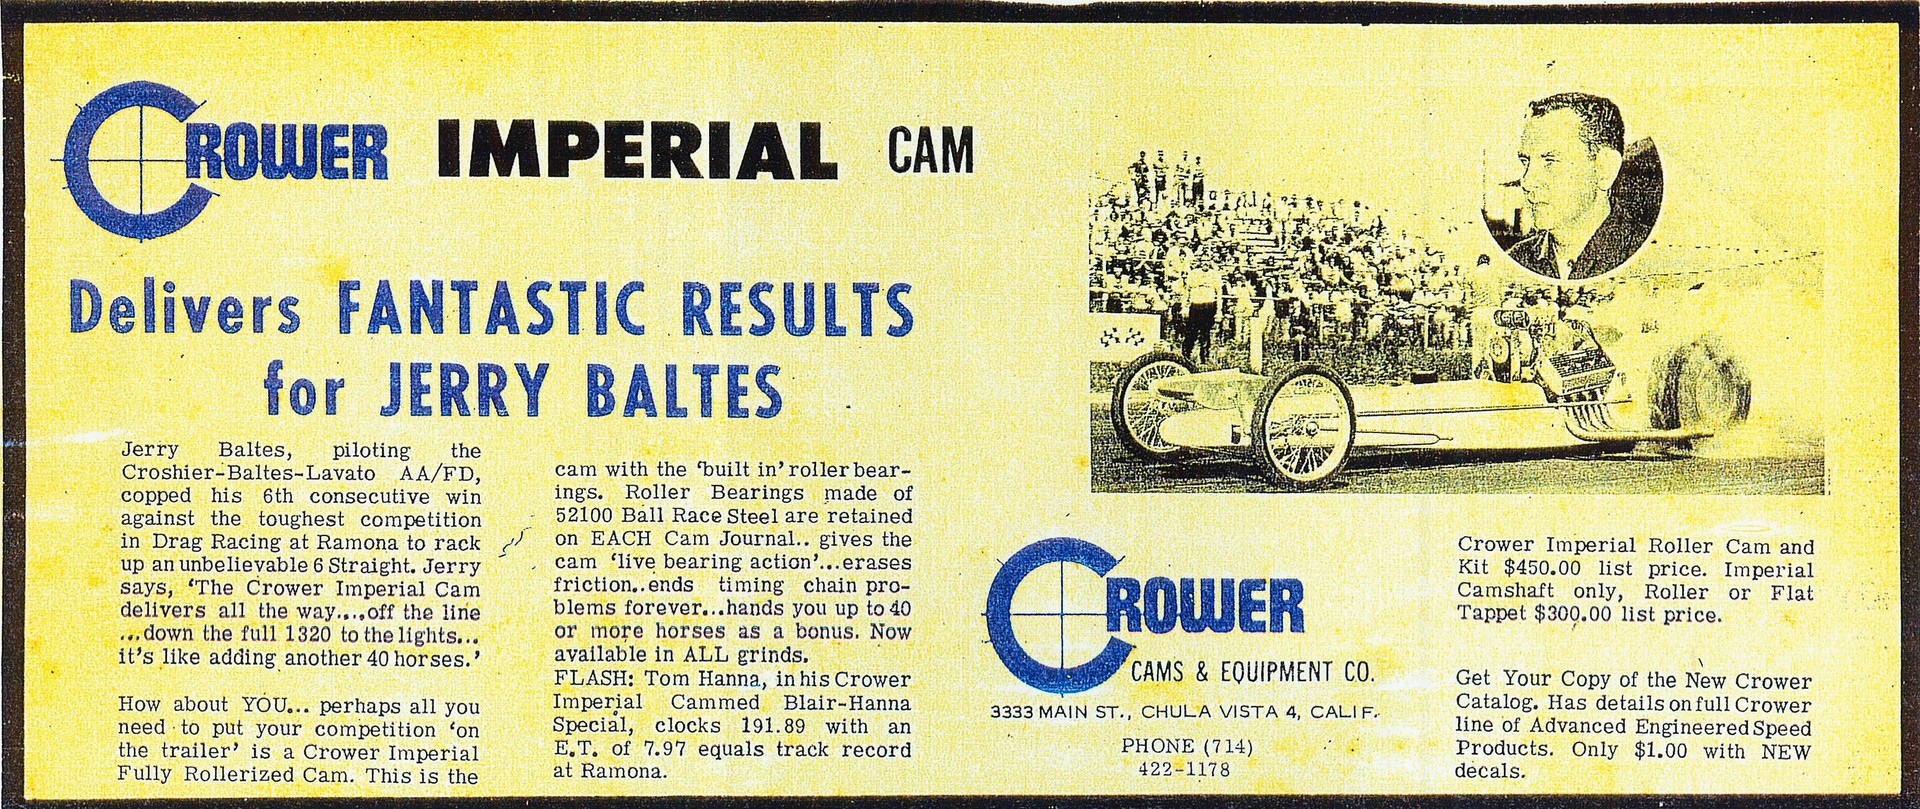 CROWER IMPERIAL CAM
Delivers FANTASTIC RESULTS
for JERRY BALTES
Jerry Baltes, piloting the
Croshier-Baltes-Lavato AA/FD,
copped his 6th consecutive win
against the toughest competition
in Drag Racing at Ramona to rack
up an unbelievable 6 Straight. Jerry
says, 'The Crower Imperial Cam
delivers all the way....off the line
...down the full 1320 to the lights...
it's like adding another 40 horses.'
How about YOU... perhaps all you
need to put your competition 'on
the trailer' is a Crower Imperial
Fully Rollerized Cam. This is the
cam with the 'built in' roller bear-
ings. Roller Bearings made of
52100 Ball Race Steel are retained
on EACH Cam Journal.. gives the
cam 'live bearing action'...erases
friction..ends timing chain pro-
blems forever...hands you up to 40
or more horses as a bonus. Now
available in ALL grinds.
FLASH: Tom Hanna, in his Crower
Imperial Cammed Blair-Hanna
Special, clocks 191.89 with an
E.T. of 7.97 equals track record
at Ramona.
CROWER
CAMS & EQUIPMENT CO.
3333 MAIN ST., CHULA VISTA 4, CALIF.
PHONE (714)
422-1178
Crower Imperial Roller Cam and
Kit $450.00 list price. Imperial
Camshaft only, Roller or Flat
Tappet $300.00 list price.
Get Your Copy of the New Crower
Catalog. Has details on full Crower
line of Advanced Engineered Speed
Products. Only $1.00 with NEW
decals.